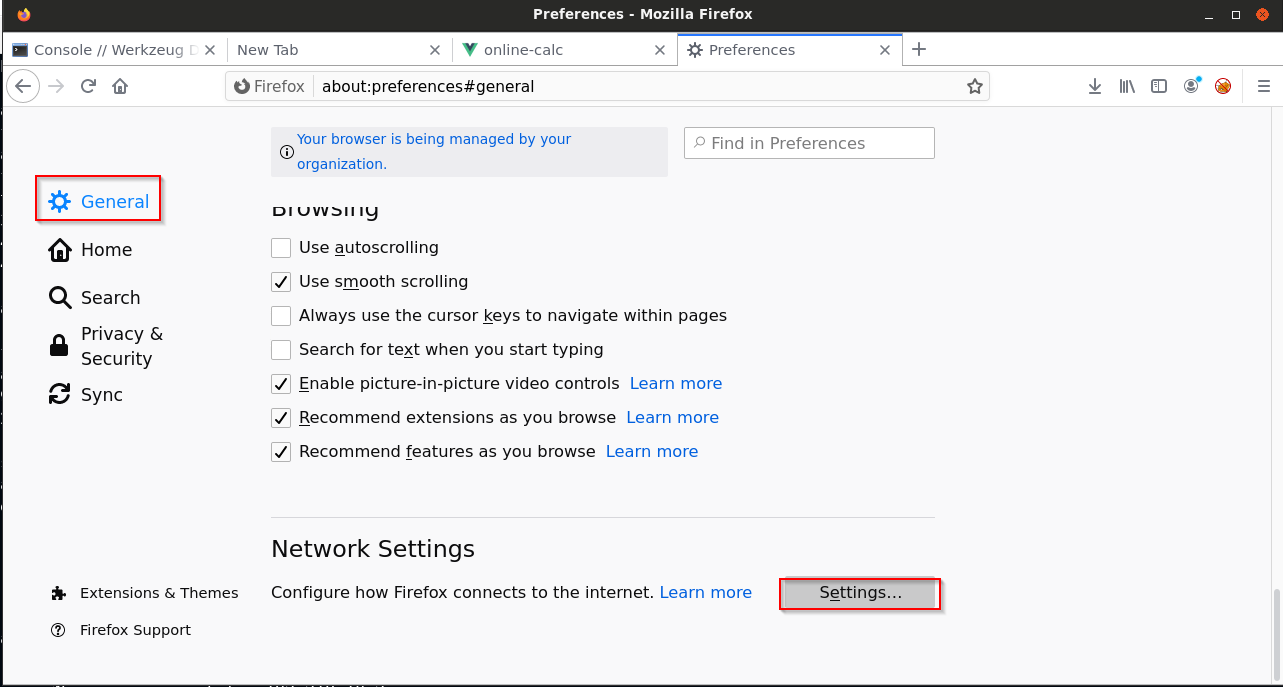 Preferences - Mozilla Firefox
Console // Werkzeug D
New Tab
online-calc
Preferences
Firefox
about:preferences#general
Your browser is being managed by your
organization.
Find in Preferences
General
Home
Search
Privacy &
Security
Sync
Browsing
Use autoscrolling
Use smooth scrolling
Always use the cursor keys to navigate within pages
Search for text when you start typing
Enable picture-in-picture video controls Learn more
Recommend extensions as you browse Learn more
Recommend features as you browse Learn more
Network Settings
Configure how Firefox connects to the internet. Learn more
Settings...
Extensions & Themes
Firefox Support